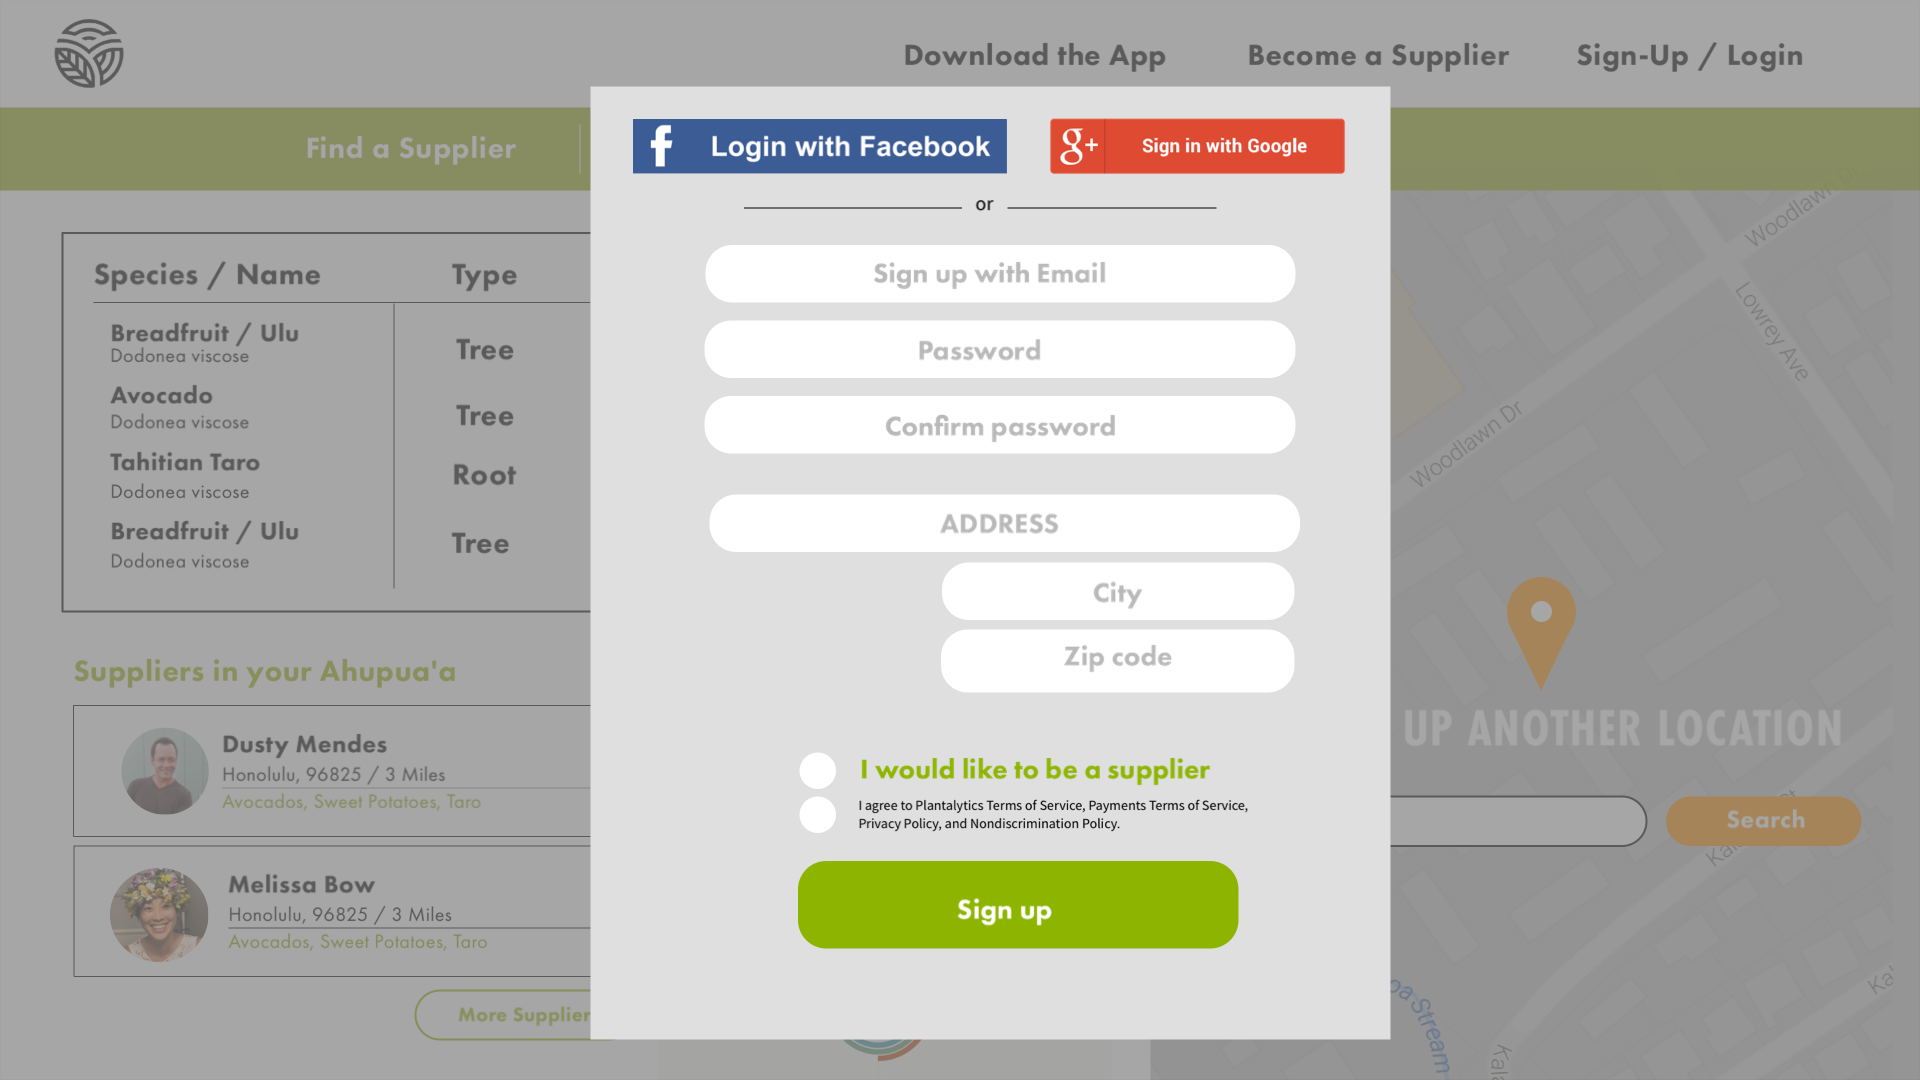 Download the App
Become a Supplier
Sign-Up / Login
Find a Supplier
f Login with Facebook
g+ Sign in with Google
or
Sign up with Email
Password
Confirm password
ADDRESS
City
Zip code
I would like to be a supplier
I agree to Plantalytics Terms of Service, Payments Terms of Service,
Privacy Policy, and Nondiscrimination Policy.
Sign up
Species / Name
Type
Breadfruit / Ulu
Dodonea viscose
Tree
Avocado
Dodonea viscose
Tree
Tahitian Taro
Dodonea viscose
Root
Breadfruit / Ulu
Dodonea viscose
Tree
Suppliers in your Ahupua'a
Dusty Mendes
Honolulu, 96825 / 3 Miles
Avocados, Sweet Potatoes, Taro
Melissa Bow
Honolulu, 96825 / 3 Miles
Avocados, Sweet Potatoes, Taro
More Supplier
Woodlawn Dr
Lowrey Ave
Woodlawn Dr
UP ANOTHER LOCATION
Search
Stream